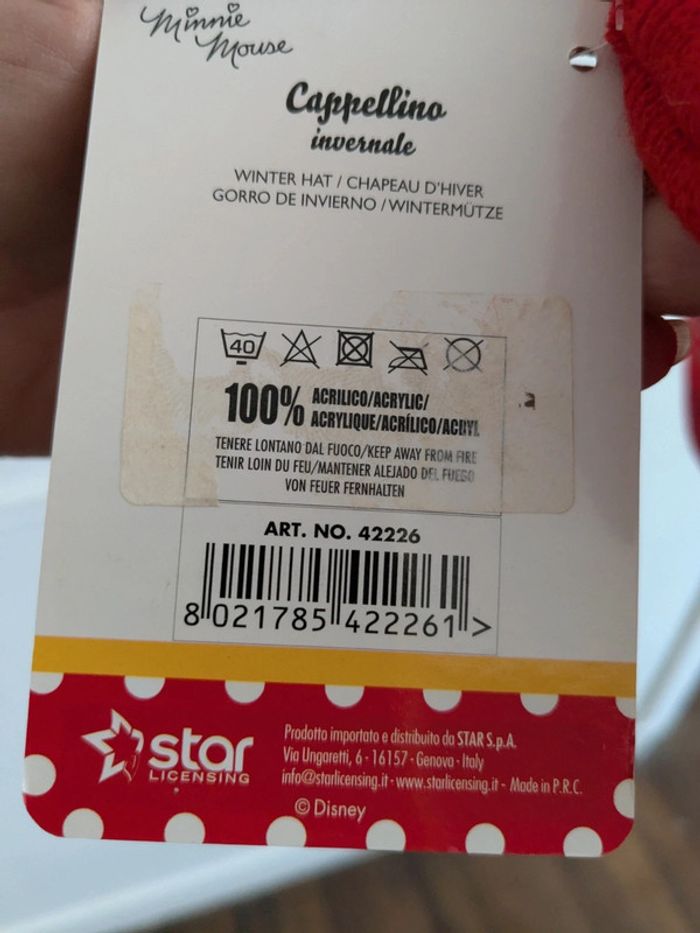 Minnie
Mouse
Cappellino
invernale
WINTER HAT / CHAPEAU D'HIVER
GORRO DE INVIERNO / WINTERMÜTZE
40
100% ACRILICO/ACRYLIC/
ACRYLIQUE/ACRÍLICO/ACRYL
TENERE LONTANO DAL FUOCO/KEEP AWAY FROM FIRE
TENIR LOIN DU FEU/MANTENER ALEJADO DEL FUEGO
VON FEUER FERNHALTEN
ART. NO. 42226
8 021785 422261 >
star
LICENSING
Prodotto importato e distribuito da STAR S.p.A.
Via Ungaretti, 6 - 16157 - Genova - Italy
info@starlicensing.it - www.starlicensing.it - Made in P.R.C.
© Disney